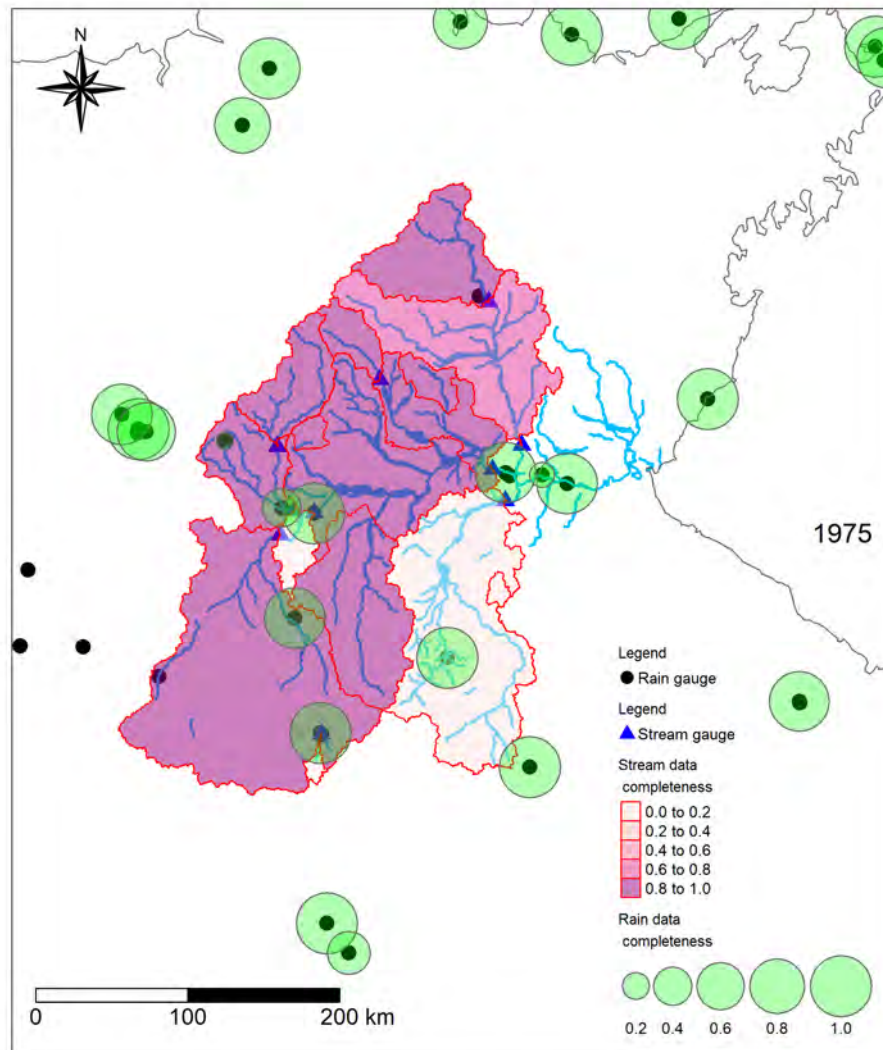 N
1975
Legend
Rain gauge
Legend
Stream gauge
Stream data
completeness
0.0 to 0.2
0.2 to 0.4
0.4 to 0.6
0.6 to 0.8
0.8 to 1.0
Rain data
completeness
0.2 0.4 0.6 0.8 1.0
0 100 200 km